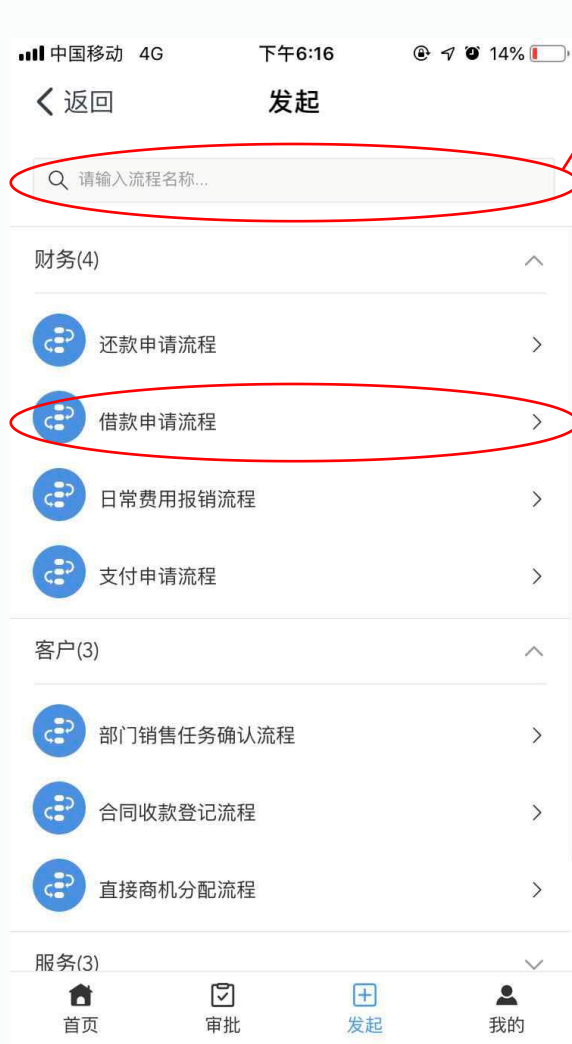 中国移动 4G 下午6:16 14%
返回 发起
请输入流程名称...
财务(4)
还款申请流程
借款申请流程
日常费用报销流程
支付申请流程
客户(3)
部门销售任务确认流程
合同收款登记流程
直接商机分配流程
服务(3)
首页 审批 发起 我的